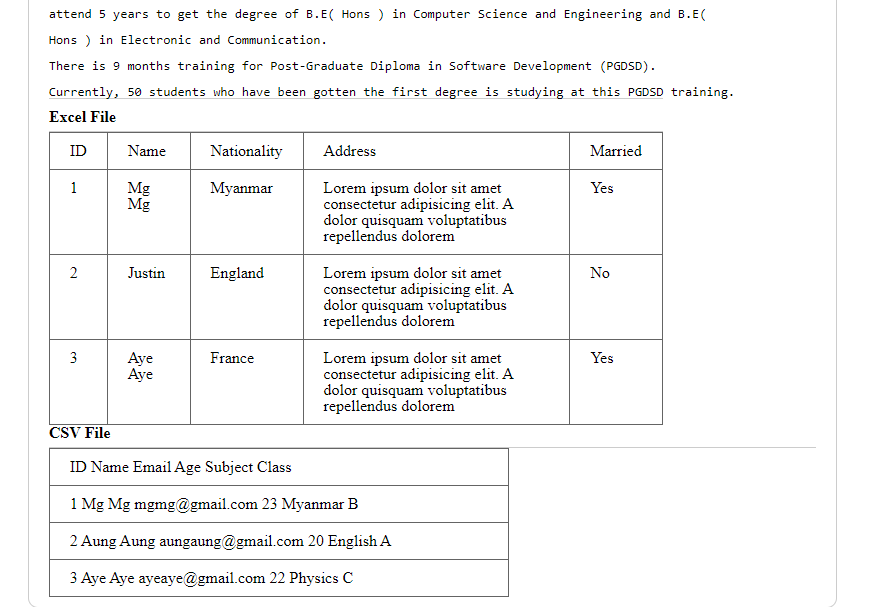 attend 5 years to get the degree of B.E( Hons ) in Computer Science and Engineering and B.E(
Hons ) in Electronic and Communication.
There is 9 months training for Post-Graduate Diploma in Software Development (PGDSD).
Currently, 50 students who have been gotten the first degree is studying at this PGDSD training.
Excel File
ID Name Nationality Address Married
1 Mg Myanmar Lorem ipsum dolor sit amet Yes
Mg consectetur adipisicing elit. A
dolor quisquam voluptatibus
repellendus dolorem
2 Justin England Lorem ipsum dolor sit amet No
consectetur adipisicing elit. A
dolor quisquam voluptatibus
repellendus dolorem
3 Aye France Lorem ipsum dolor sit amet Yes
Aye consectetur adipisicing elit. A
dolor quisquam voluptatibus
repellendus dolorem
CSV File
ID Name Email Age Subject Class
1 Mg Mg mgmg@gmail.com 23 Myanmar B
2 Aung Aung aungaung@gmail.com 20 English A
3 Aye Aye ayeaye@gmail.com 22 Physics C